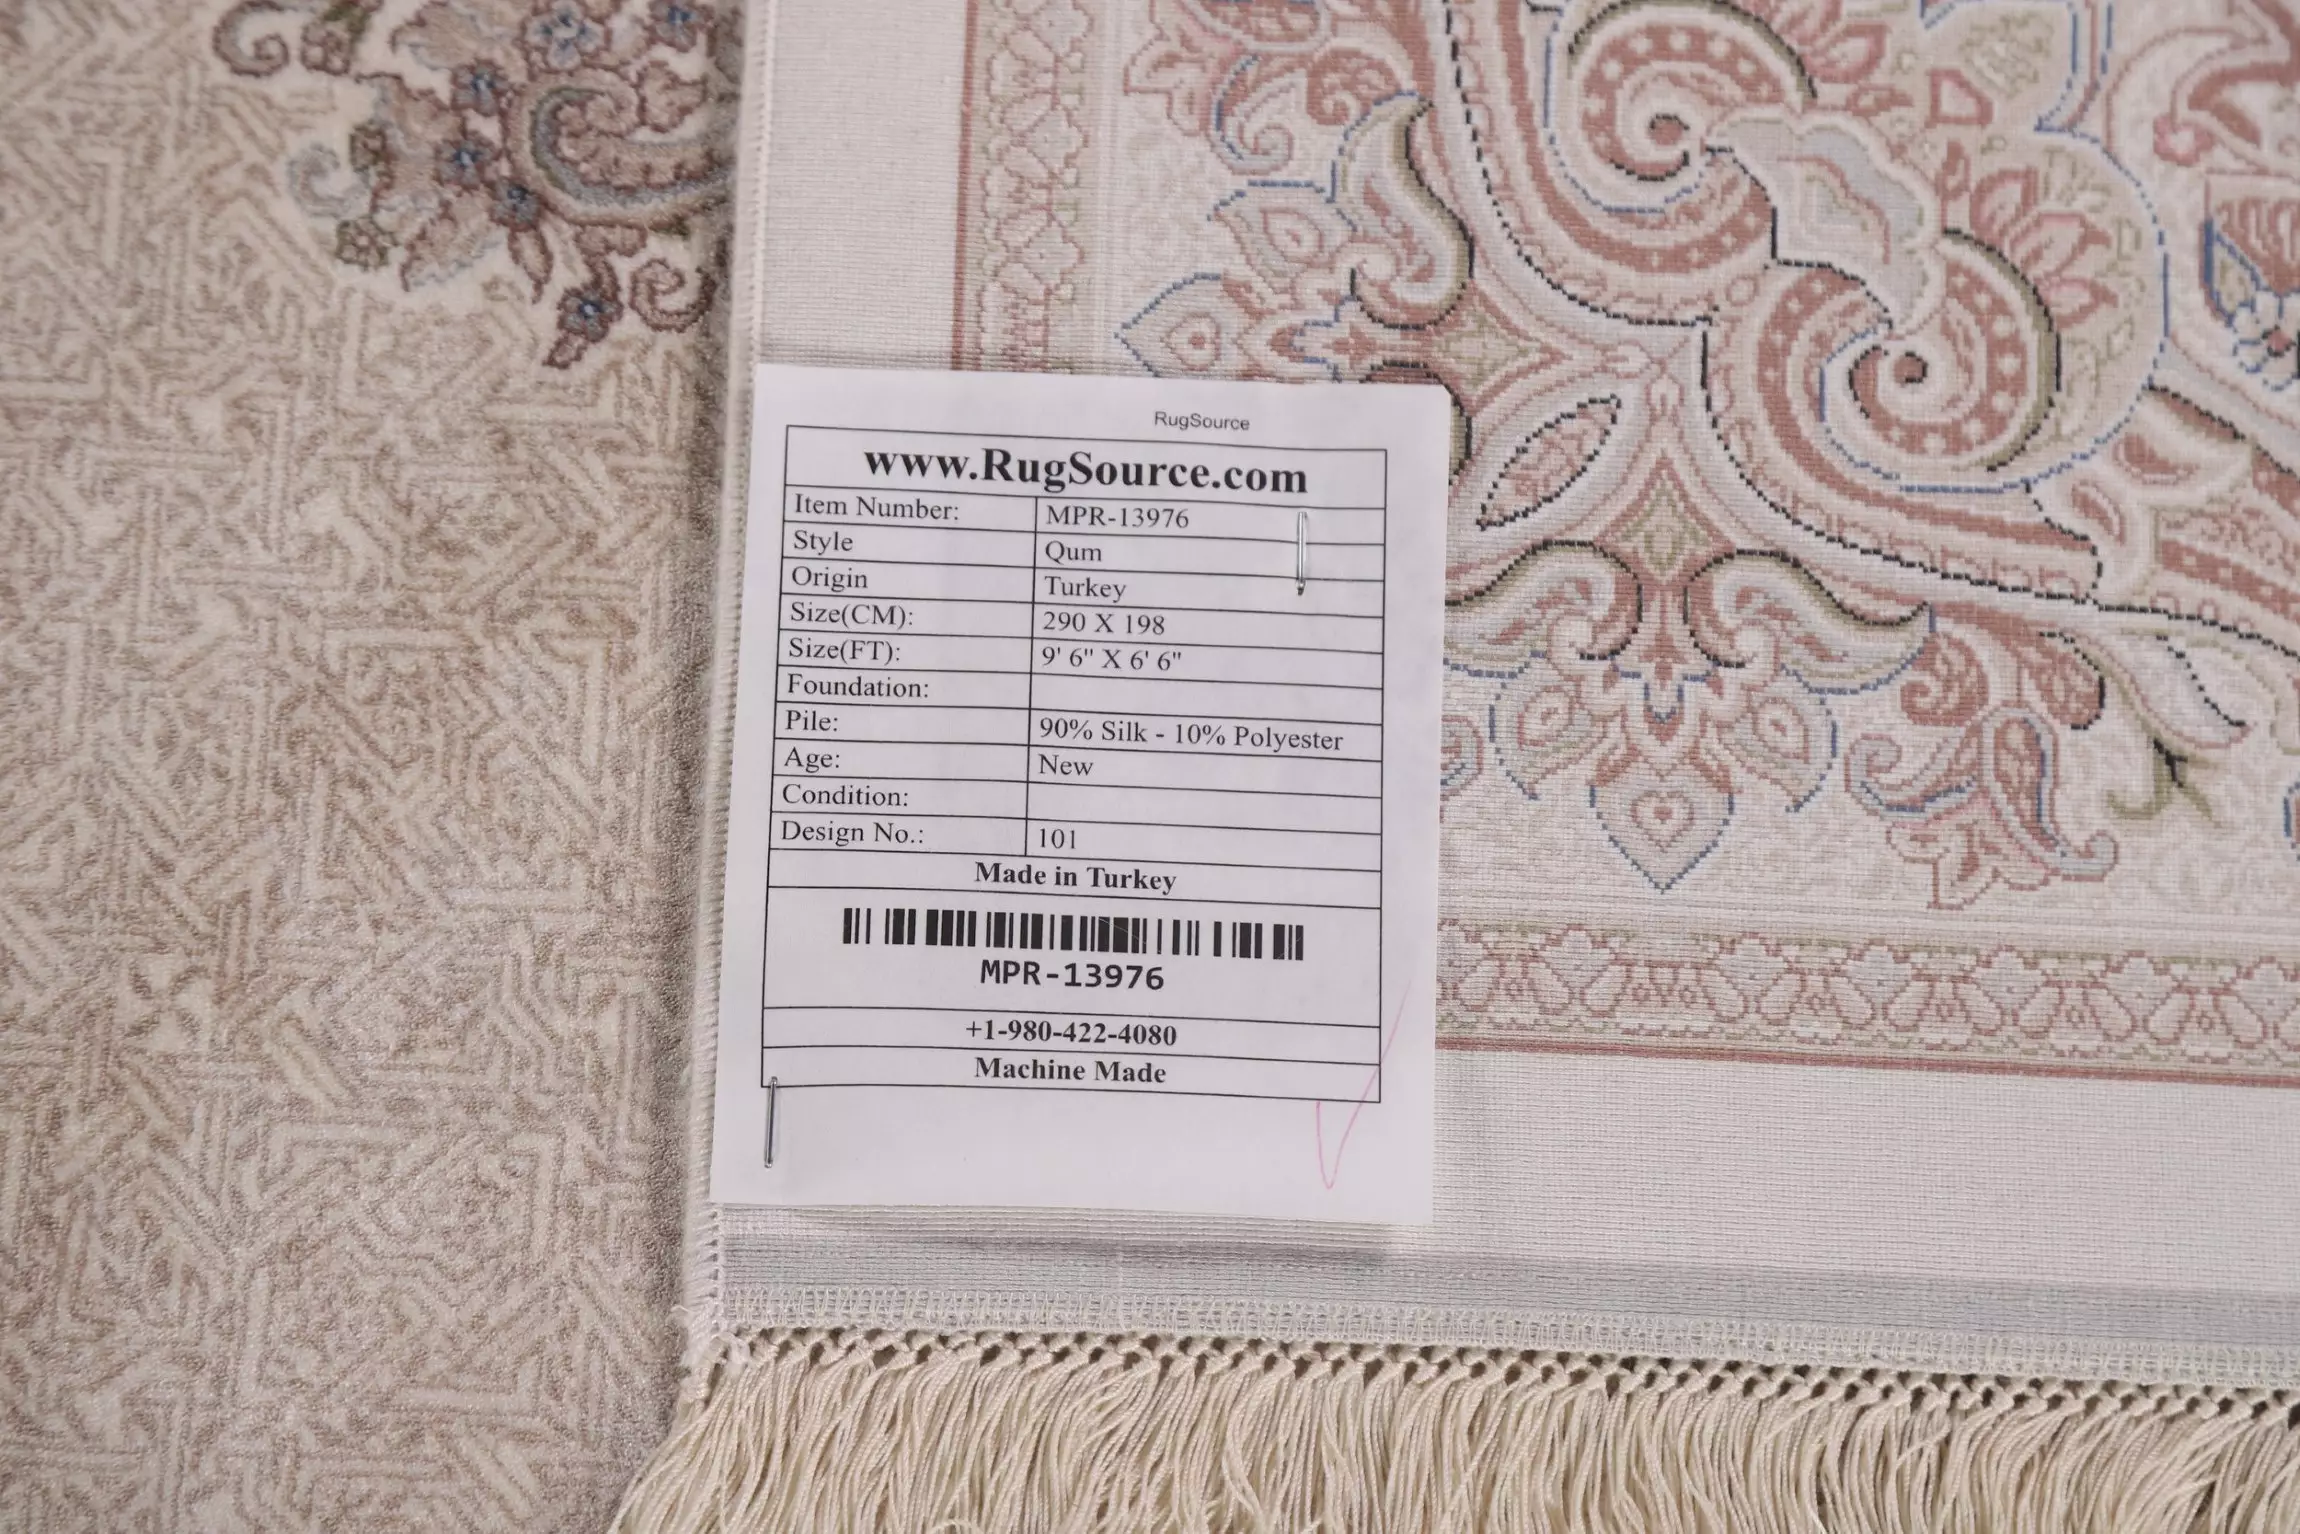 RugSource
www.RugSource.com
Item Number: MPR-13976
Style Qum
Origin Turkey
Size(CM): 290 X 198
Size(FT): 9' 6" X 6' 6"
Foundation:
Pile: 90% Silk - 10% Polyester
Age: New
Condition:
Design No.: 101
Made in Turkey
MPR-13976
+1-980-422-4080
Machine Made